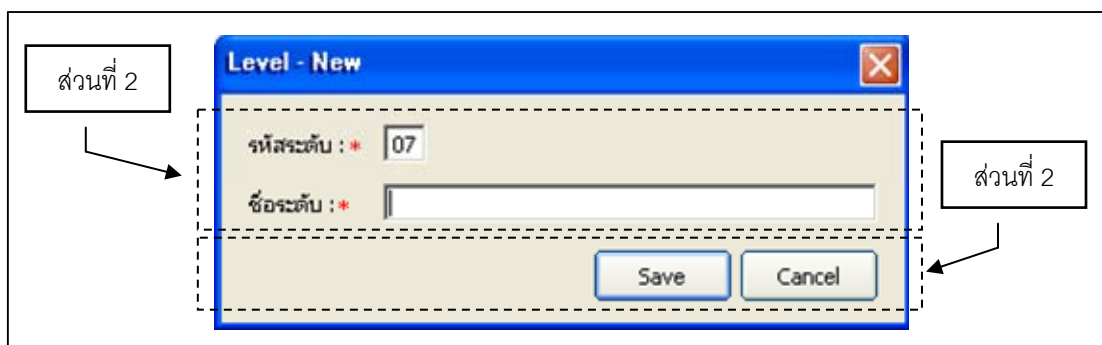 Level - New
ส่วนที่ 2
รหัสระดับ : * 07
ส่วนที่ 2
ชื่อระดับ : *
Save Cancel